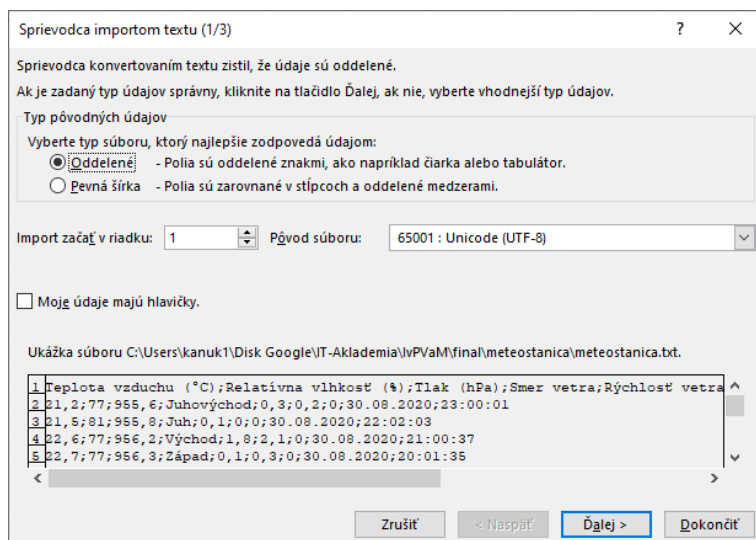 Sprievodca importom textu (1/3) ? ×
Sprievodca konvertovaním textu zistil, že údaje sú oddelené.
Ak je zadaný typ údajov správny, kliknite na tlačidlo Ďalej, ak nie, vyberte vhodnejší typ údajov.
Typ pôvodných údajov
Vyberte typ súboru, ktorý najlepšie zodpovedá údajom:
Oddelené - Polia sú oddelené znakmi, ako napríklad čiarka alebo tabulátor.
Pevná šírka - Polia sú zarovnané v stĺpcoch a oddelené medzerami.
Import začať v riadku: 1 Pôvod súboru: 65001 : Unicode (UTF-8)
Moje údaje majú hlavičky.
Ukážka súboru C:\Users\kanuk1\Disk Google\IT-Aklademia\IvPVaM\final\meteostanica\meteostanica.txt.
1 Teplota vzduchu (°C);Relatívna vlhkosť (%);Tlak (hPa);Smer vetra;Rýchlosť vetra
2 21,2;77;955,6;Juhovýchod;0,3;0,2;0;30.08.2020;23:00:01
3 21,5;81;955,8;Juh;0,1;0;0;30.08.2020;22:02:03
4 22,6;77;956,2;Východ;1,8;2,1;0;30.08.2020;21:00:37
5 22,7;77;956,3;Západ;0,1;0,3;0;30.08.2020;20:01:35
Zrušiť < Naspäť Ďalej > Dokončiť